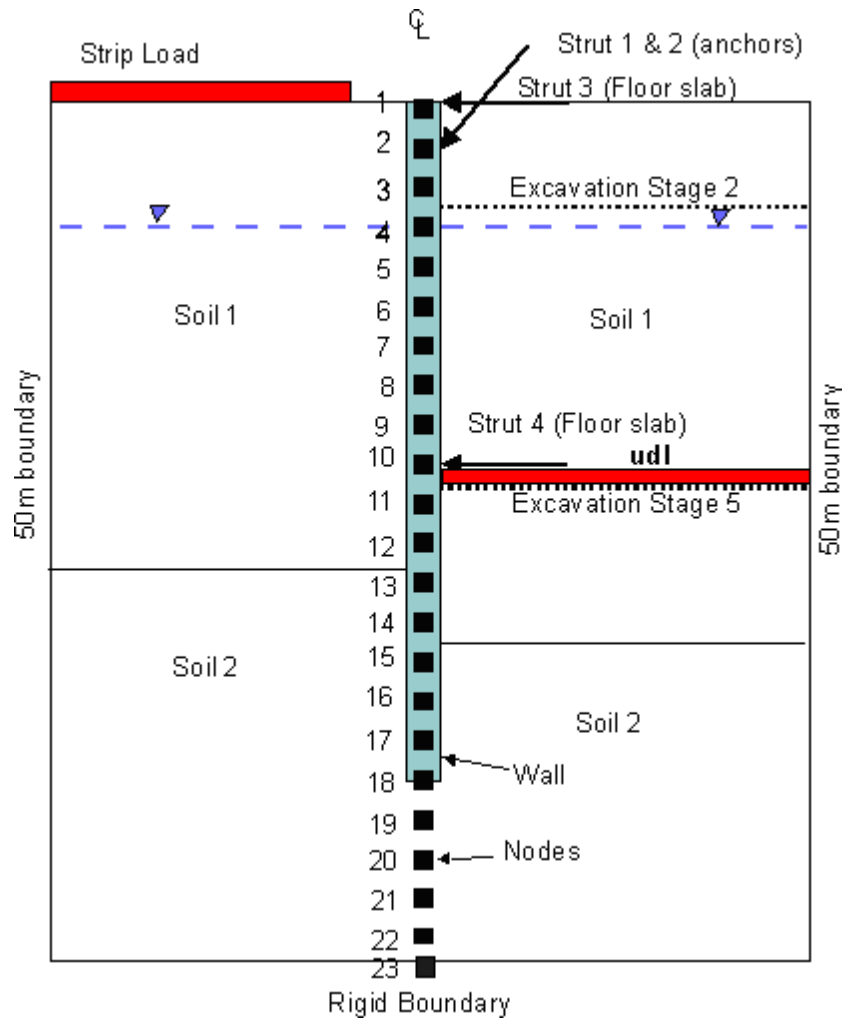 ℄
Strip Load
Strut 1 & 2 (anchors)
Strut 3 (Floor slab)
1
2
3
Excavation Stage 2
4
5
6
Soil 1
Soil 1
7
8
9
Strut 4 (Floor slab)
10
udl
11
Excavation Stage 5
50m boundary
50m boundary
12
13
14
15
Soil 2
16
Soil 2
17
Wall
18
19
20
Nodes
21
22
23
Rigid Boundary